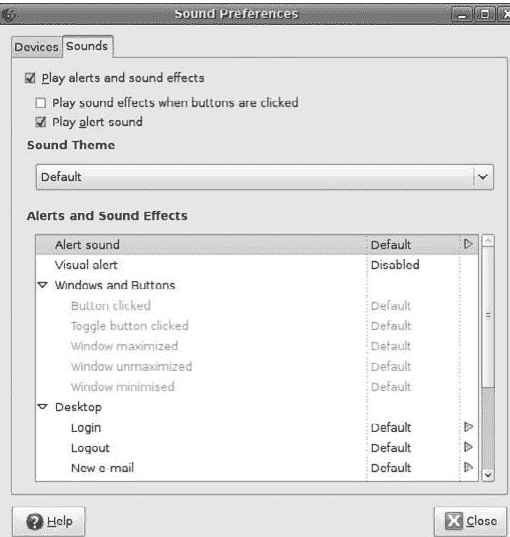 Sound Preferences
Devices Sounds
Play alerts and sound effects
Play sound effects when buttons are clicked
Play alert sound
Sound Theme
Default
Alerts and Sound Effects
Alert sound Default
Visual alert Disabled
Windows and Buttons
Button clicked Default
Toggle button clicked Default
Window maximized Default
Window unmaximized Default
Window minimised Default
Desktop
Login Default
Logout Default
New e-mail Default
Help Close